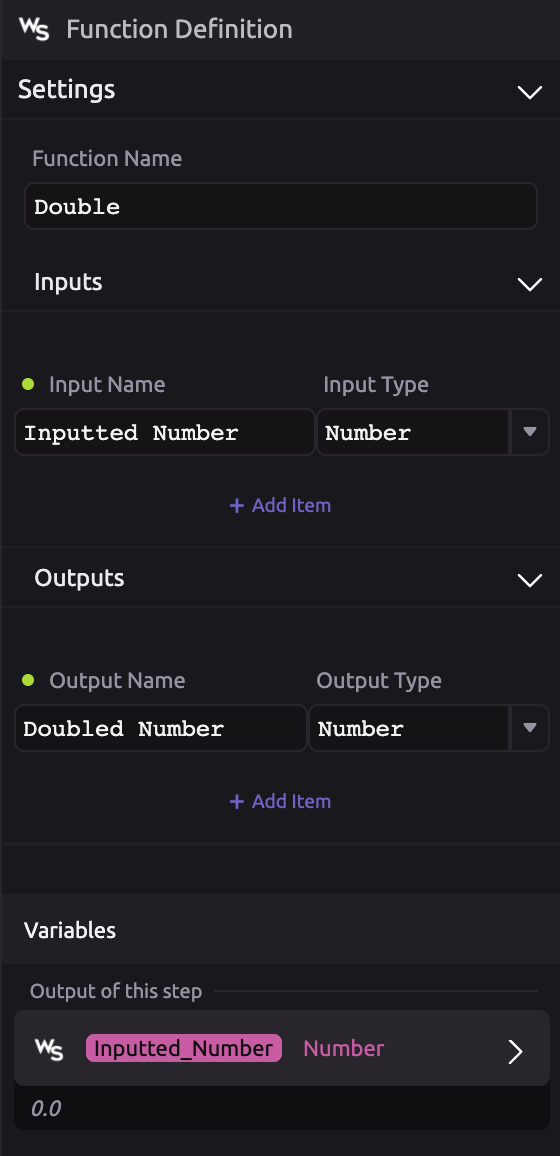 WS Function Definition
Settings
Function Name
Double
Inputs
Input Name Input Type
Inputted Number Number
+ Add Item
Outputs
Output Name Output Type
Doubled Number Number
+ Add Item
Variables
Output of this step
WS Inputted_Number Number
0.0